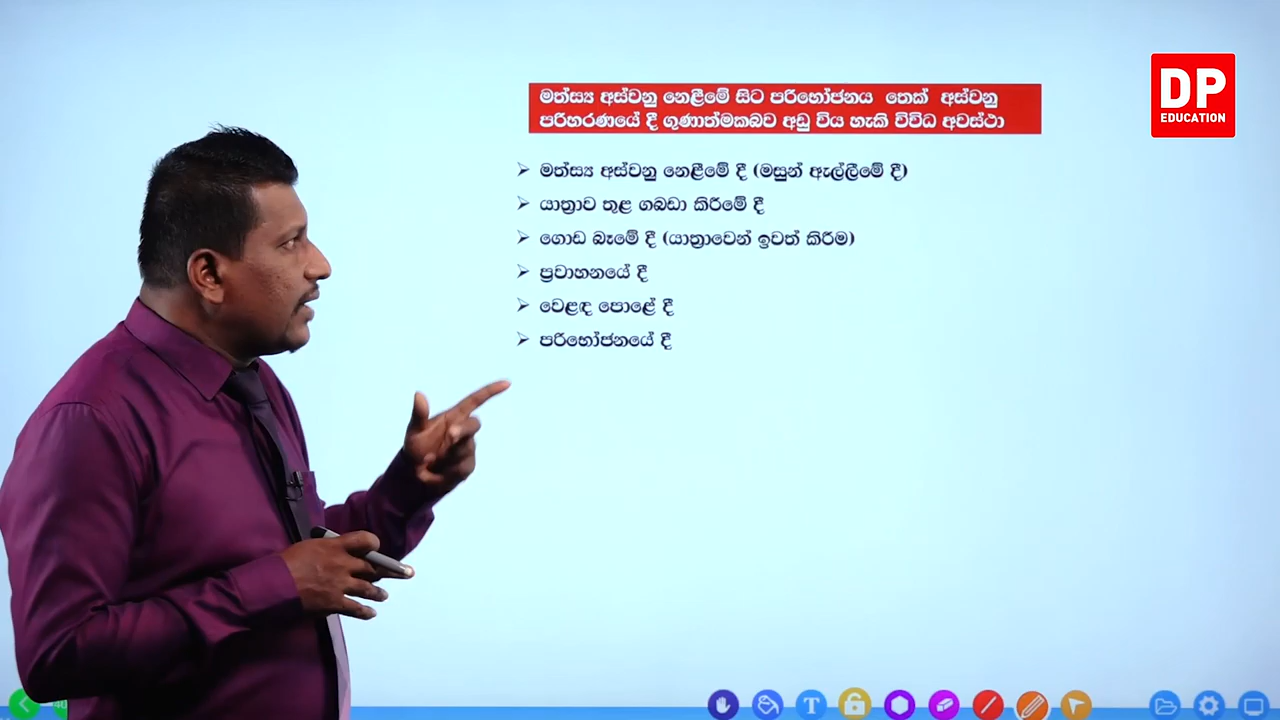 DP
EDUCATION
මත්ස්‍ය අස්වනු නෙළීමේ සිට පරිභෝජනය තෙක් අස්වනු
පරිහරණයේ දී ගුණාත්මකබව අඩු විය හැකි විවිධ අවස්ථා
➢ මත්ස්‍ය අස්වනු නෙළීමේ දී (මසුන් ඇල්ලීමේ දී)
➢ යාත්‍රාව තුළ ගබඩා කිරීමේ දී
➢ ගොඩ බෑමේ දී (යාත්‍රාවෙන් ඉවත් කිරීම)
➢ ප්‍රවාහනයේ දී
➢ වෙළඳ පොළේ දී
➢ පරිභෝජනයේ දී
T